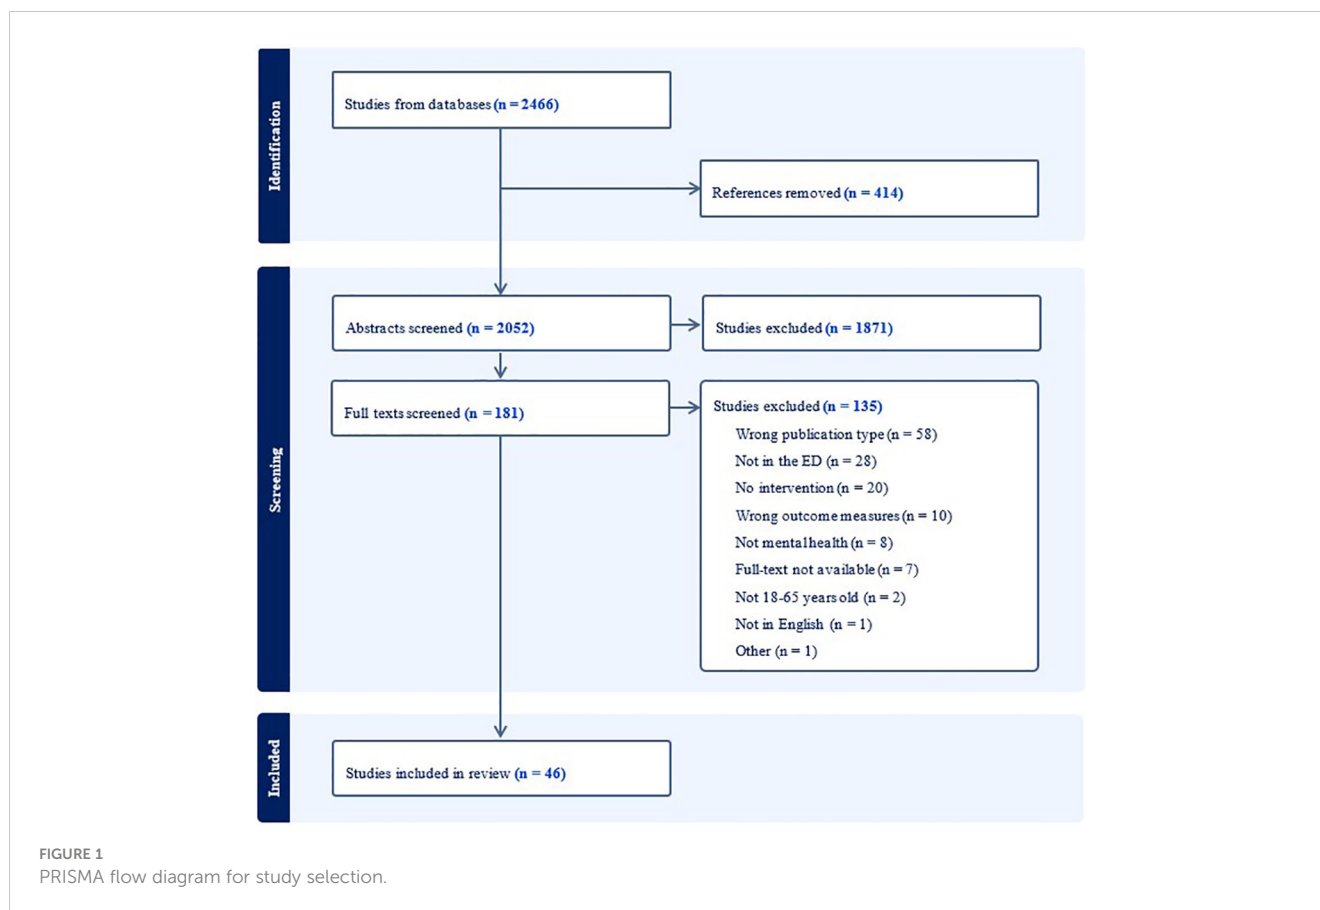 Identification
Studies from databases (n = 2466)
References removed (n = 414)
Screening
Abstracts screened (n = 2052)
Studies excluded (n = 1871)
Full texts screened (n = 181)
Studies excluded (n = 135)
Wrong publication type (n = 58)
Not in the ED (n = 28)
No intervention (n = 20)
Wrong outcome measures (n = 10)
Not mental health (n = 8)
Full-text not available (n = 7)
Not 18-65 years old (n = 2)
Not in English (n = 1)
Other (n = 1)
Included
Studies included in review (n = 46)
FIGURE 1
PRISMA flow diagram for study selection.